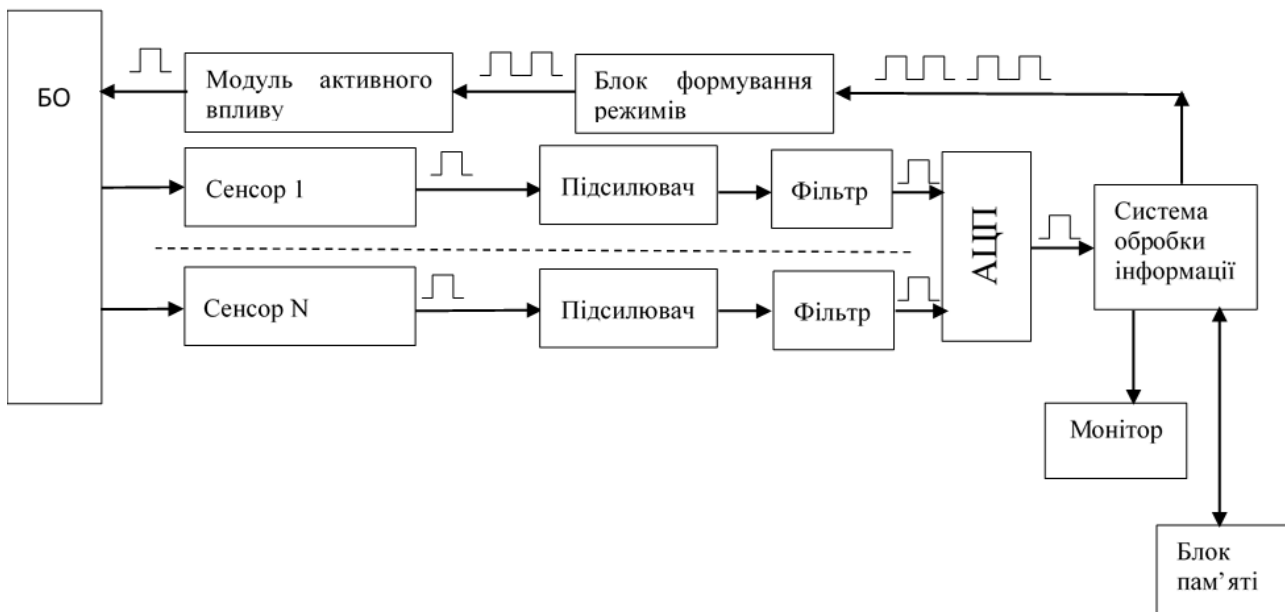 БО
Модуль активного
впливу
Блок формування
режимів
Сенсор 1
Підсилювач
Фільтр
АЦП
Система
обробки
інформації
Сенсор N
Підсилювач
Фільтр
Монітор
Блок
пам’яті